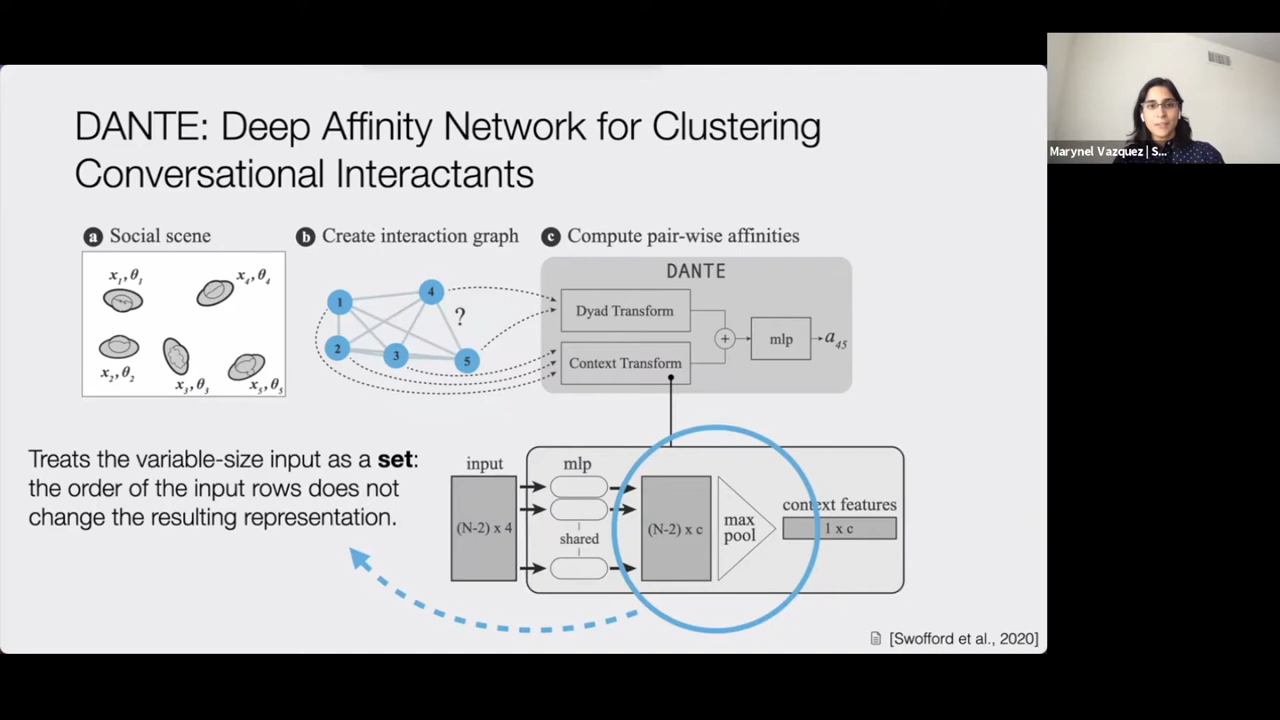 DANTE: Deep Affinity Network for Clustering
Conversational Interactants
a Social scene
b Create interaction graph
c Compute pair-wise affinities
x₁,θ₁
x₄,θ₄
x₂,θ₂
x₃,θ₃
x₅,θ₅
1
4
?
2
3
5
DANTE
Dyad Transform
Context Transform
+
mlp
a₄₅
Treats the variable-size input as a set:
the order of the input rows does not
change the resulting representation.
input
(N-2) x 4
mlp
shared
(N-2) x c
max
pool
context features
1 x c
[Swofford et al., 2020]
Marynel Vazquez | S...